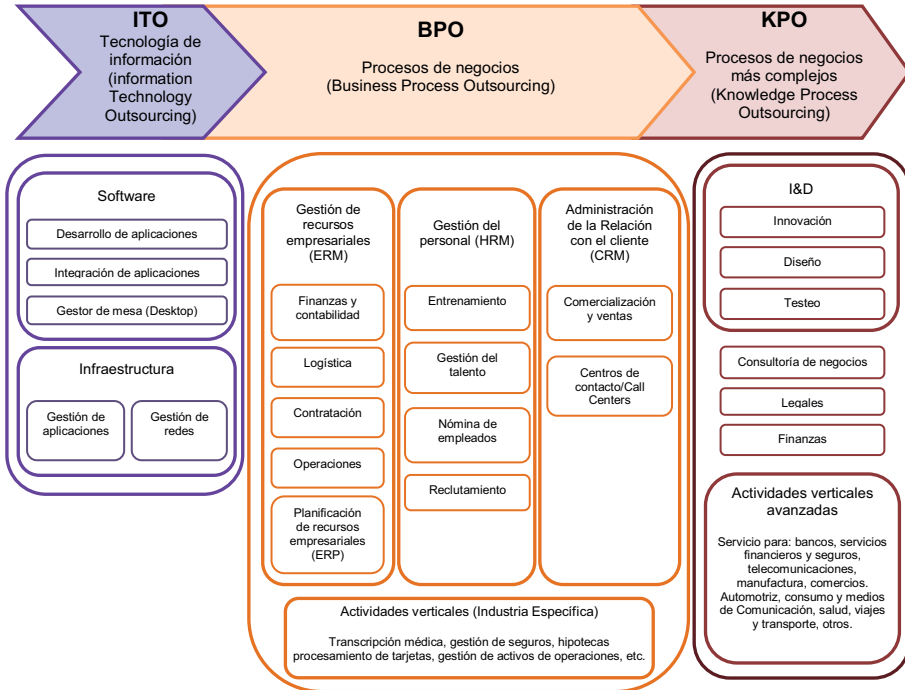 ITO
Tecnología de
información
(information
Technology
Outsourcing)
BPO
Procesos de negocios
(Business Process Outsourcing)
KPO
Procesos de negocios
más complejos
(Knowledge Process
Outsourcing)
Software
Desarrollo de aplicaciones
Integración de aplicaciones
Gestor de mesa (Desktop)
Infraestructura
Gestión de
aplicaciones
Gestión de
redes
Gestión de
recursos
empresariales
(ERM)
Finanzas y
contabilidad
Logística
Contratación
Operaciones
Planificación
de recursos
empresariales
(ERP)
Gestión del
personal (HRM)
Entrenamiento
Gestión del
talento
Nómina de
empleados
Reclutamiento
Administración
de la Relación
con el cliente
(CRM)
Comercialización
y ventas
Centros de
contacto/Call
Centers
Actividades verticales (Industria Específica)
Transcripción médica, gestión de seguros, hipotecas
procesamiento de tarjetas, gestión de activos de operaciones, etc.
I&D
Innovación
Diseño
Testeo
Consultoría de negocios
Legales
Finanzas
Actividades verticales
avanzadas
Servicio para: bancos, servicios
financieros y seguros,
telecomunicaciones,
manufactura, comercios.
Automotriz, consumo y medios
de Comunicación, salud, viajes
y transporte, otros.